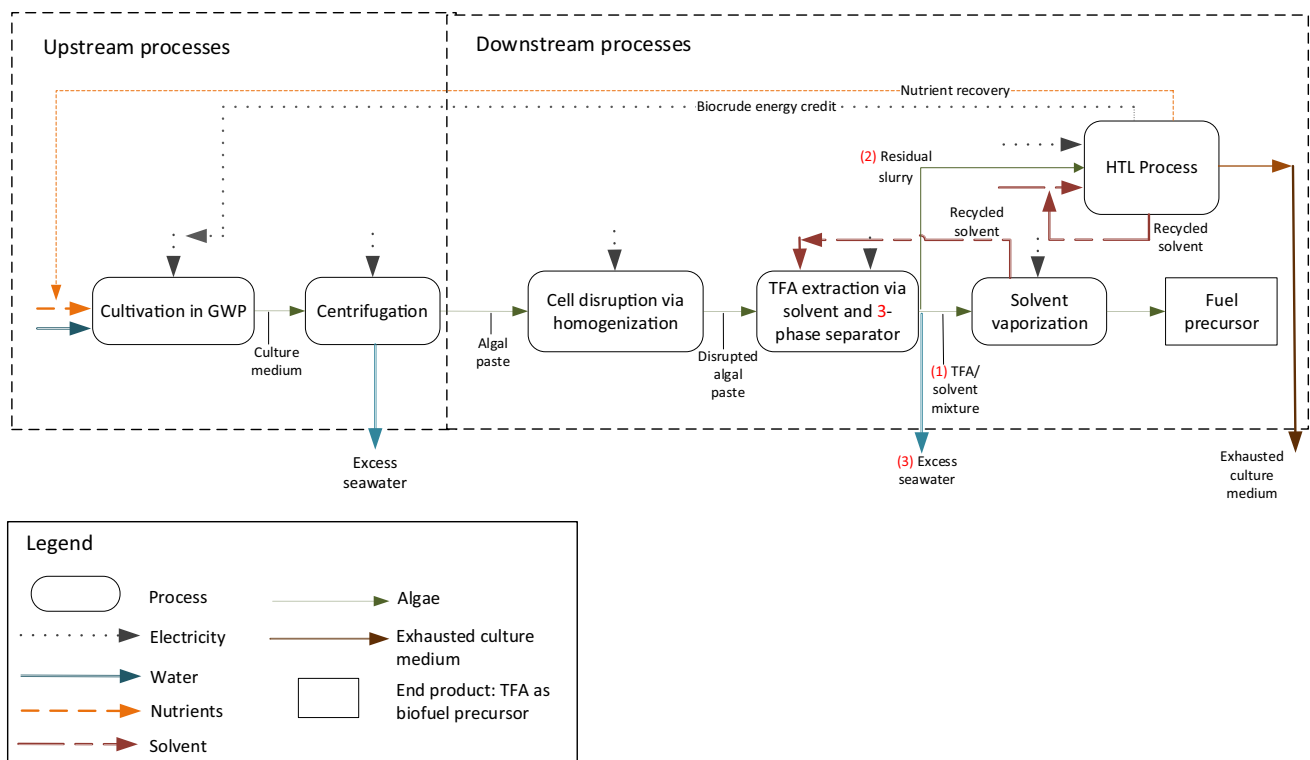 Upstream processes
Downstream processes
Nutrient recovery
Biocrude energy credit
(2) Residual
slurry
HTL Process
Recycled
solvent
Recycled
solvent
Cultivation in GWP
Centrifugation
Cell disruption via
homogenization
TFA extraction via
solvent and 3-
phase separator
Solvent
vaporization
Fuel
precursor
Culture
medium
Algal
paste
Disrupted
algal
paste
(1) TFA/
solvent
mixture
Excess
seawater
(3) Excess
seawater
Exhausted
culture
medium
Legend
Process
Electricity
Water
Nutrients
Solvent
Algae
Exhausted culture
medium
End product: TFA as
biofuel precursor